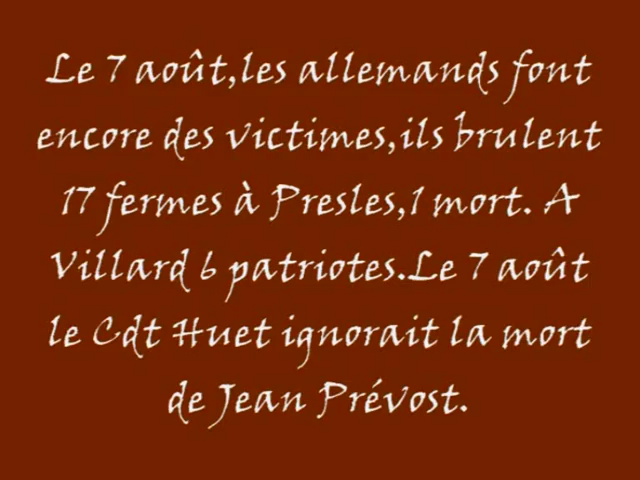 Le 7 août,les allemands font
encore des victimes,ils brulent
17 fermes à Presles,1 mort. A
Villard 6 patriotes.Le 7 août
le Cdt Huet ignorait la mort
de Jean Prévost.